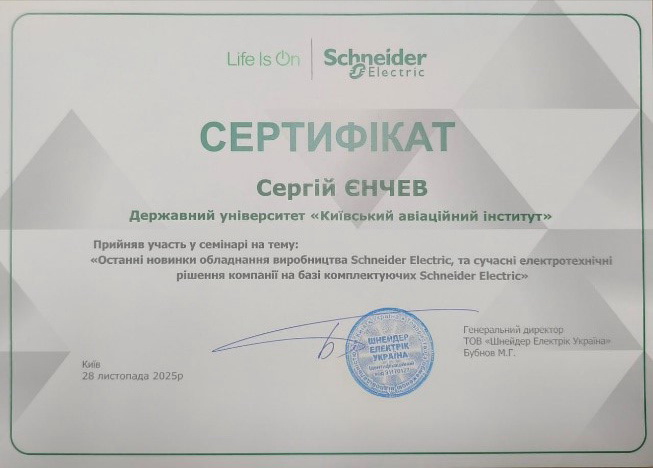 Life Is On
Schneider
Electric
СЕРТИФІКАТ
Сергій ЄНЧЕВ
Державний університет «Київський авіаційний інститут»
Прийняв участь у семінарі на тему:
«Останні новинки обладнання виробництва Schneider Electric, та сучасні електротехнічні
рішення компанії на базі комплектуючих Schneider Electric»
Генеральний директор
ТОВ «Шнейдер Електрік Україна»
Бубнов М.Г.
ШНЕЙДЕР
ЕЛЕКТРІК
УКРАЇНА
Київ
28 листопада 2025р